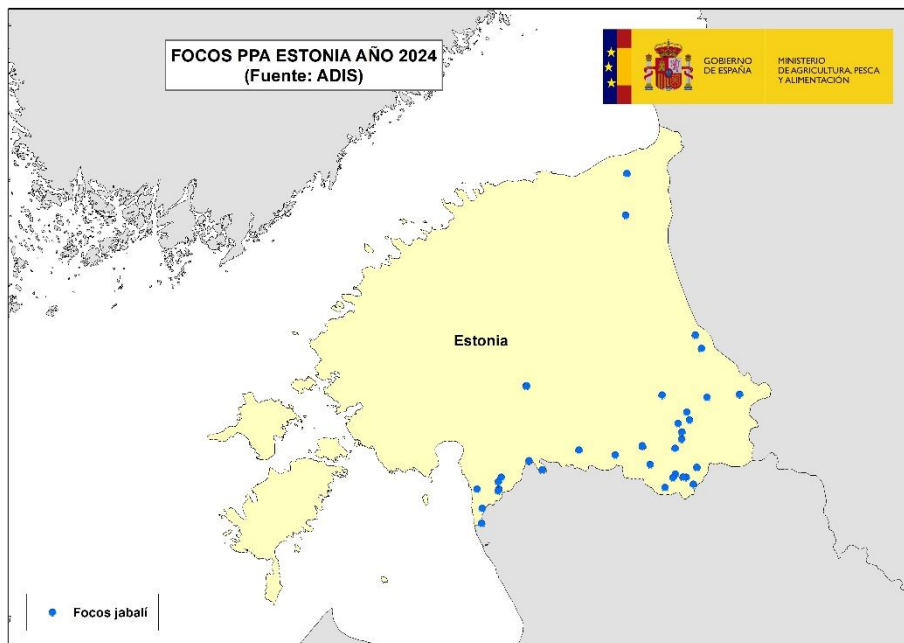 FOCOS PPA ESTONIA AÑO 2024
(Fuente: ADIS)
GOBIERNO
DE ESPAÑA
MINISTERIO
DE AGRICULTURA, PESCA
Y ALIMENTACIÓN
Estonia
Focos jabalí